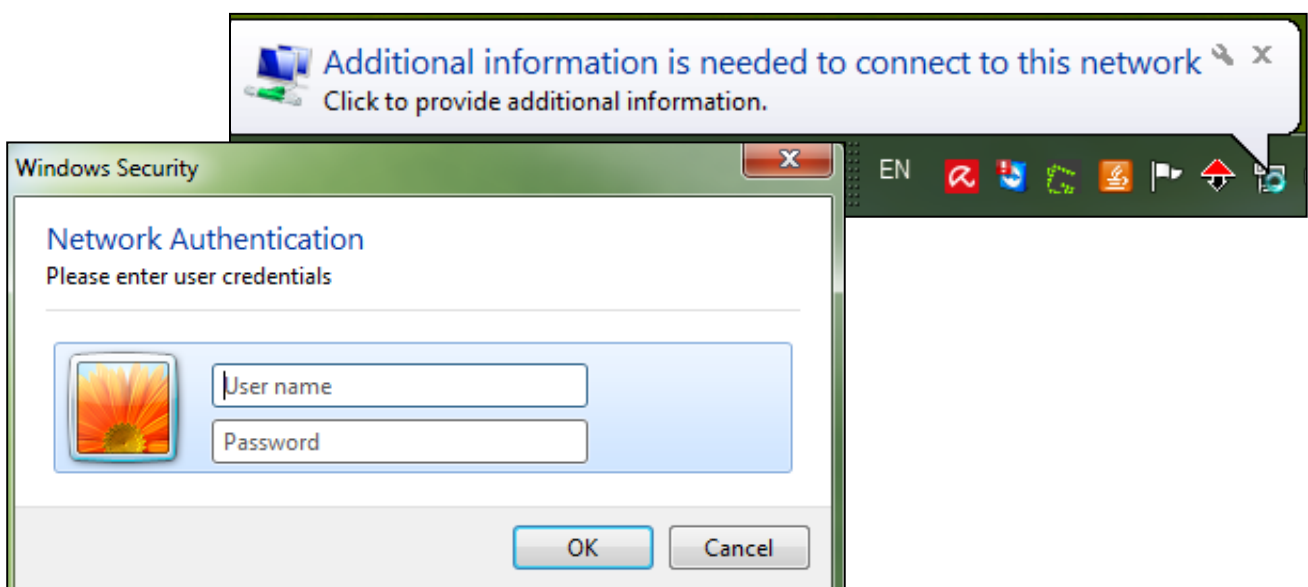 Additional information is needed to connect to this network
Click to provide additional information.
EN
Windows Security
Network Authentication
Please enter user credentials
User name
Password
OK
Cancel